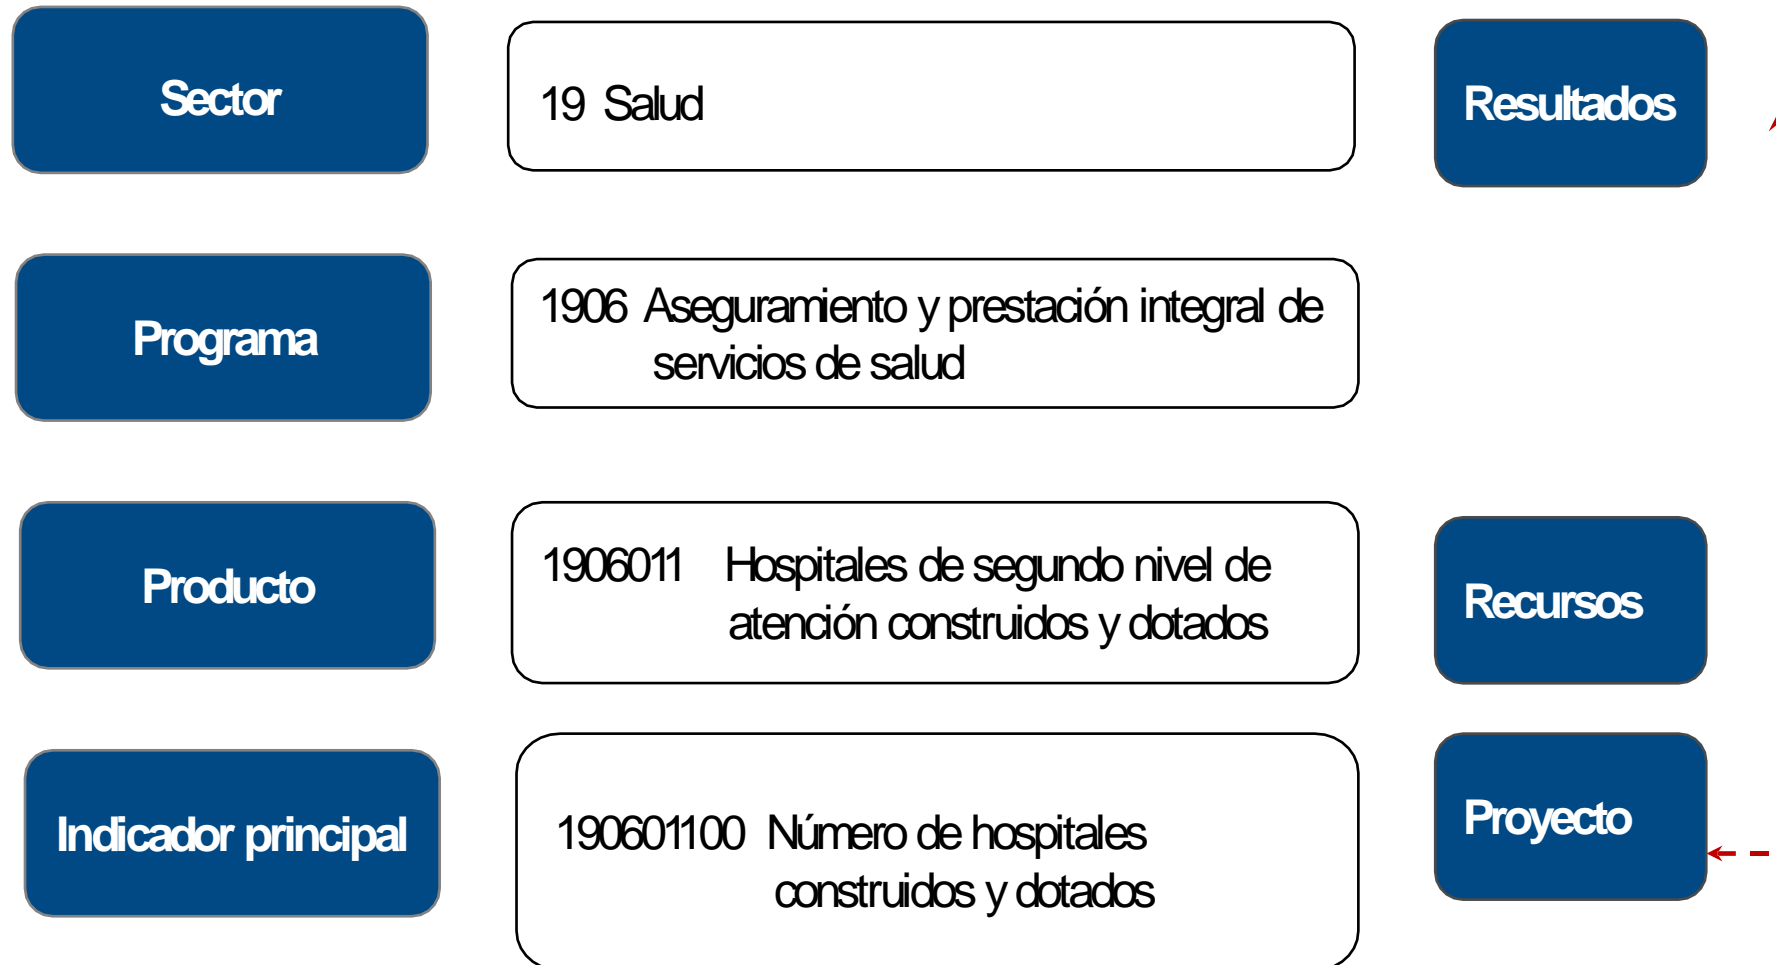 Sector
19 Salud
Resultados
Programa
1906 Aseguramiento y prestación integral de
servicios de salud
Producto
1906011 Hospitales de segundo nivel de
atención construidos y dotados
Recursos
Indicador principal
190601100 Número de hospitales
construidos y dotados
Proyecto